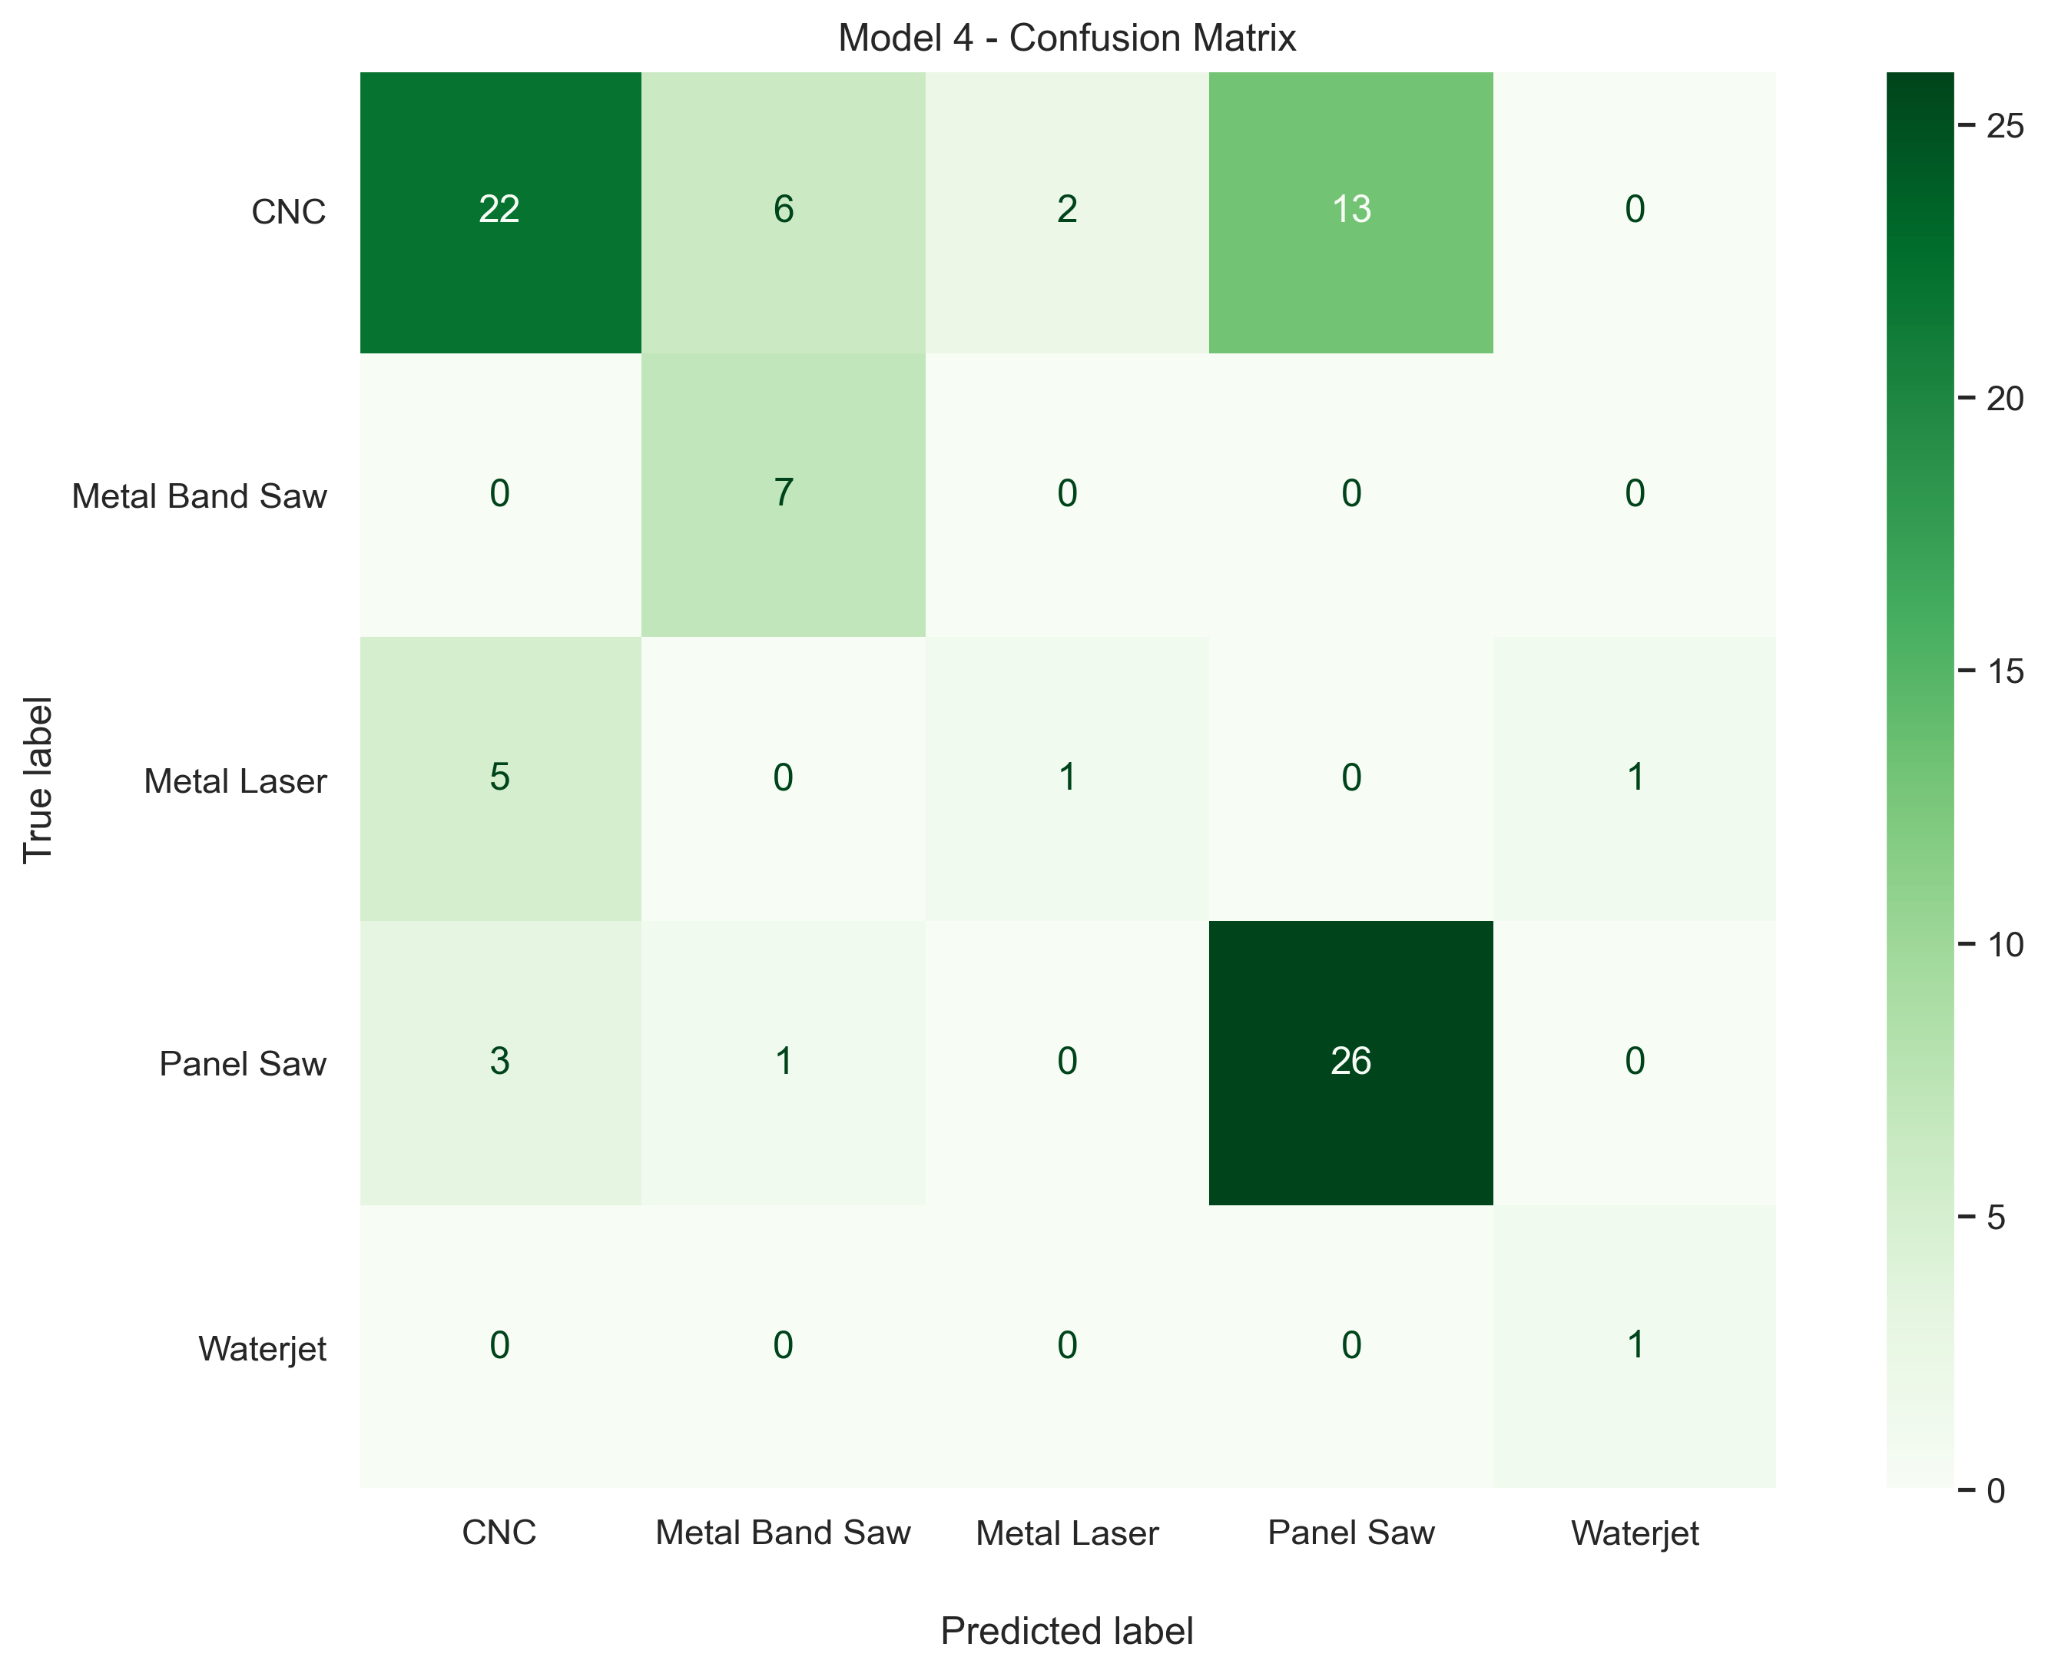 Model 4 - Confusion Matrix
CNC 22 6 2 13 0
Metal Band Saw 0 7 0 0 0
Metal Laser 5 0 1 0 1
Panel Saw 3 1 0 26 0
Waterjet 0 0 0 0 1
CNC Metal Band Saw Metal Laser Panel Saw Waterjet
Predicted label
True label
25
20
15
10
5
0